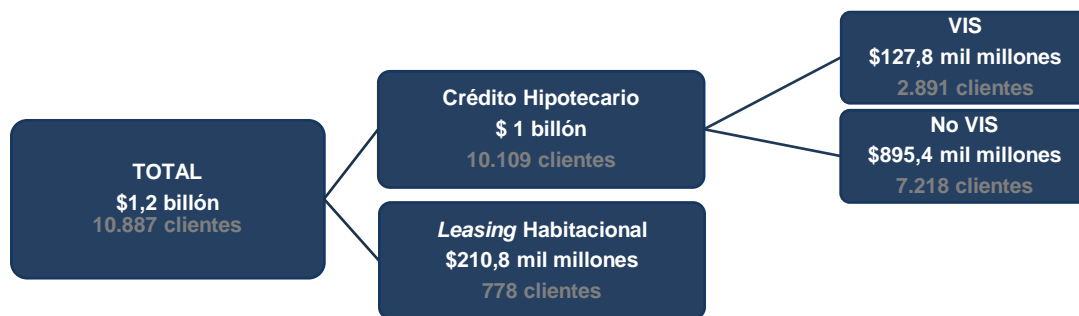 TOTAL
$1,2 billón
10.887 clientes
Crédito Hipotecario
$ 1 billón
10.109 clientes
Leasing Habitacional
$210,8 mil millones
778 clientes
VIS
$127,8 mil millones
2.891 clientes
No VIS
$895,4 mil millones
7.218 clientes